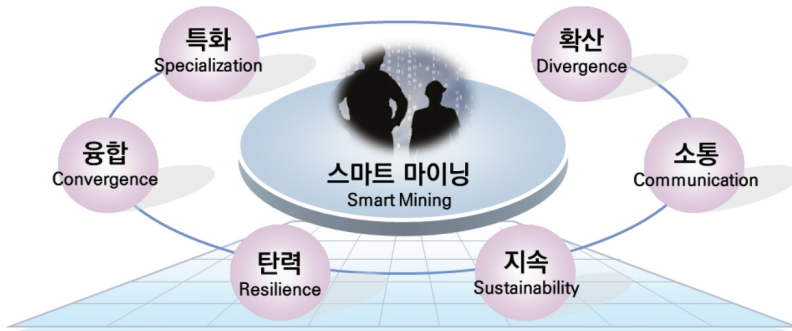 특화
Specialization
확산
Divergence
융합
Convergence
스마트 마이닝
Smart Mining
소통
Communication
탄력
Resilience
지속
Sustainability